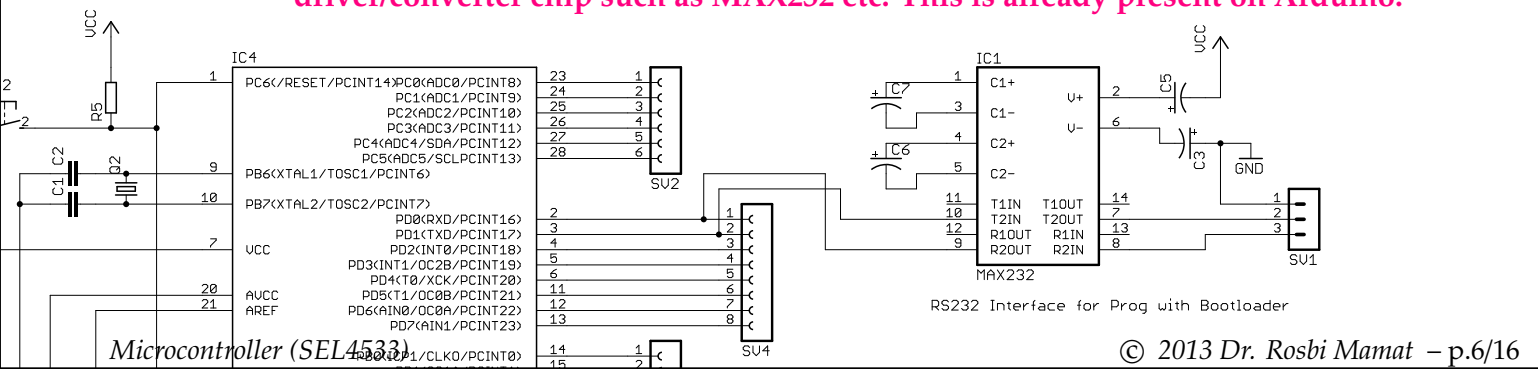 driver/converter chip such as MAX232 etc. This is already present on Arduino.
VCC
R5
2
2
C2
C1
Q2
IC4
1 PC6(/RESET/PCINT14)PC0(ADC0/PCINT8) 23 1
PC1(ADC1/PCINT9) 24 2
PC2(ADC2/PCINT10) 25 3
PC3(ADC3/PCINT11) 26 4
PC4(ADC4/SDA/PCINT12) 27 5
PC5(ADC5/SCLPCINT13) 28 6
SV2
9 PB6(XTAL1/TOSC1/PCINT6)
10 PB7(XTAL2/TOSC2/PCINT7)
PD0(RXD/PCINT16) 2 1
PD1(TXD/PCINT17) 3 2
7 VCC PD2(INT0/PCINT18) 4 3
PD3(INT1/OC2B/PCINT19) 5 4
PD4(T0/XCK/PCINT20) 6 5
20 AVCC PD5(T1/OC0B/PCINT21) 11 6
21 AREF PD6(AIN0/OC0A/PCINT22) 12 7
PD7(AIN1/PCINT23) 13 8
SV4
PB0(ICP1/CLKO/PCINT0) 14 1
15 2
IC1
C7
C6
1 C1+ V+ 2
3 C1- V- 6
4 C2+
5 C2-
11 T1IN T1OUT 14
10 T2IN T2OUT 7
12 R1OUT R1IN 13
9 R2OUT R2IN 8
MAX232
VCC
C5
C3
GND
1
2
3
SV1
RS232 Interface for Prog with Bootloader
Microcontroller (SEL4533)
© 2013 Dr. Rosbi Mamat – p.6/16